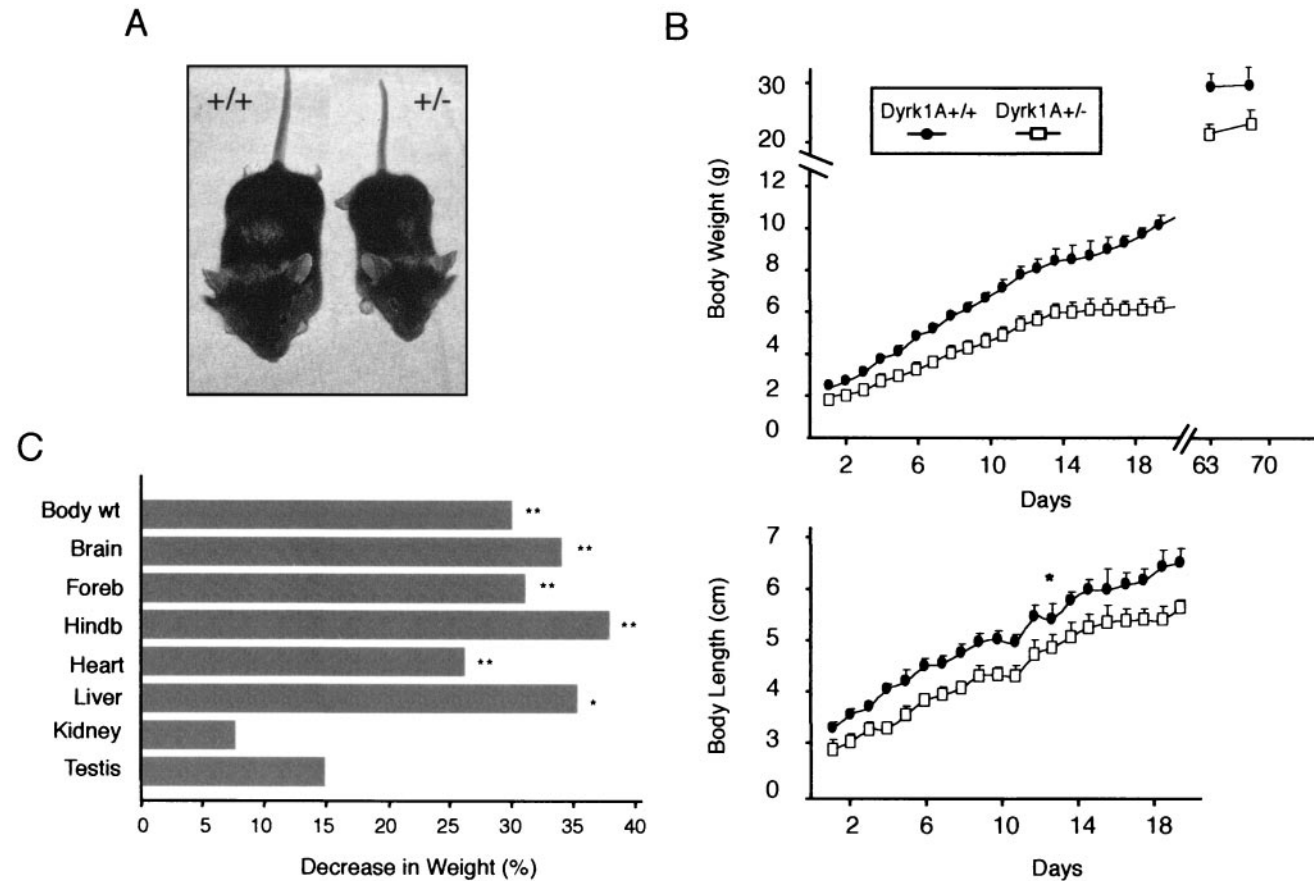 A
+/+ +/-
B
Dyrk1A+/+ Dyrk1A+/-
30
20
12
10
8
6
4
2
0
Body Weight (g)
2 6 10 14 18 63 70
Days
7
6
5
4
3
0
Body Length (cm)
*
2 6 10 14 18
Days
C
Body wt **
Brain **
Foreb **
Hindb **
Heart **
Liver *
Kidney
Testis
0 5 10 15 20 25 30 35 40
Decrease in Weight (%)